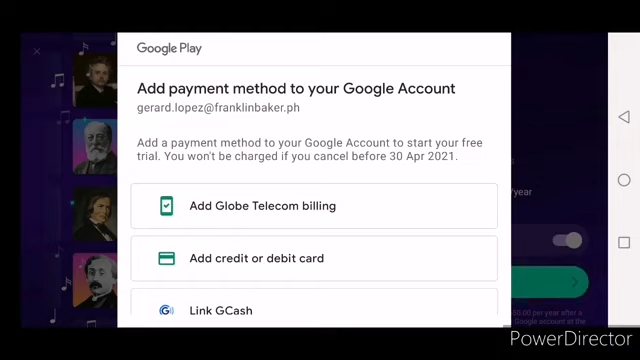 Google Play
Add payment method to your Google Account
gerard.lopez@franklinbaker.ph
Add a payment method to your Google Account to start your free
trial. You won't be charged if you cancel before 30 Apr 2021.
Add Globe Telecom billing
Add credit or debit card
Link GCash
/year
per year after a
Google account at the
PowerDirector